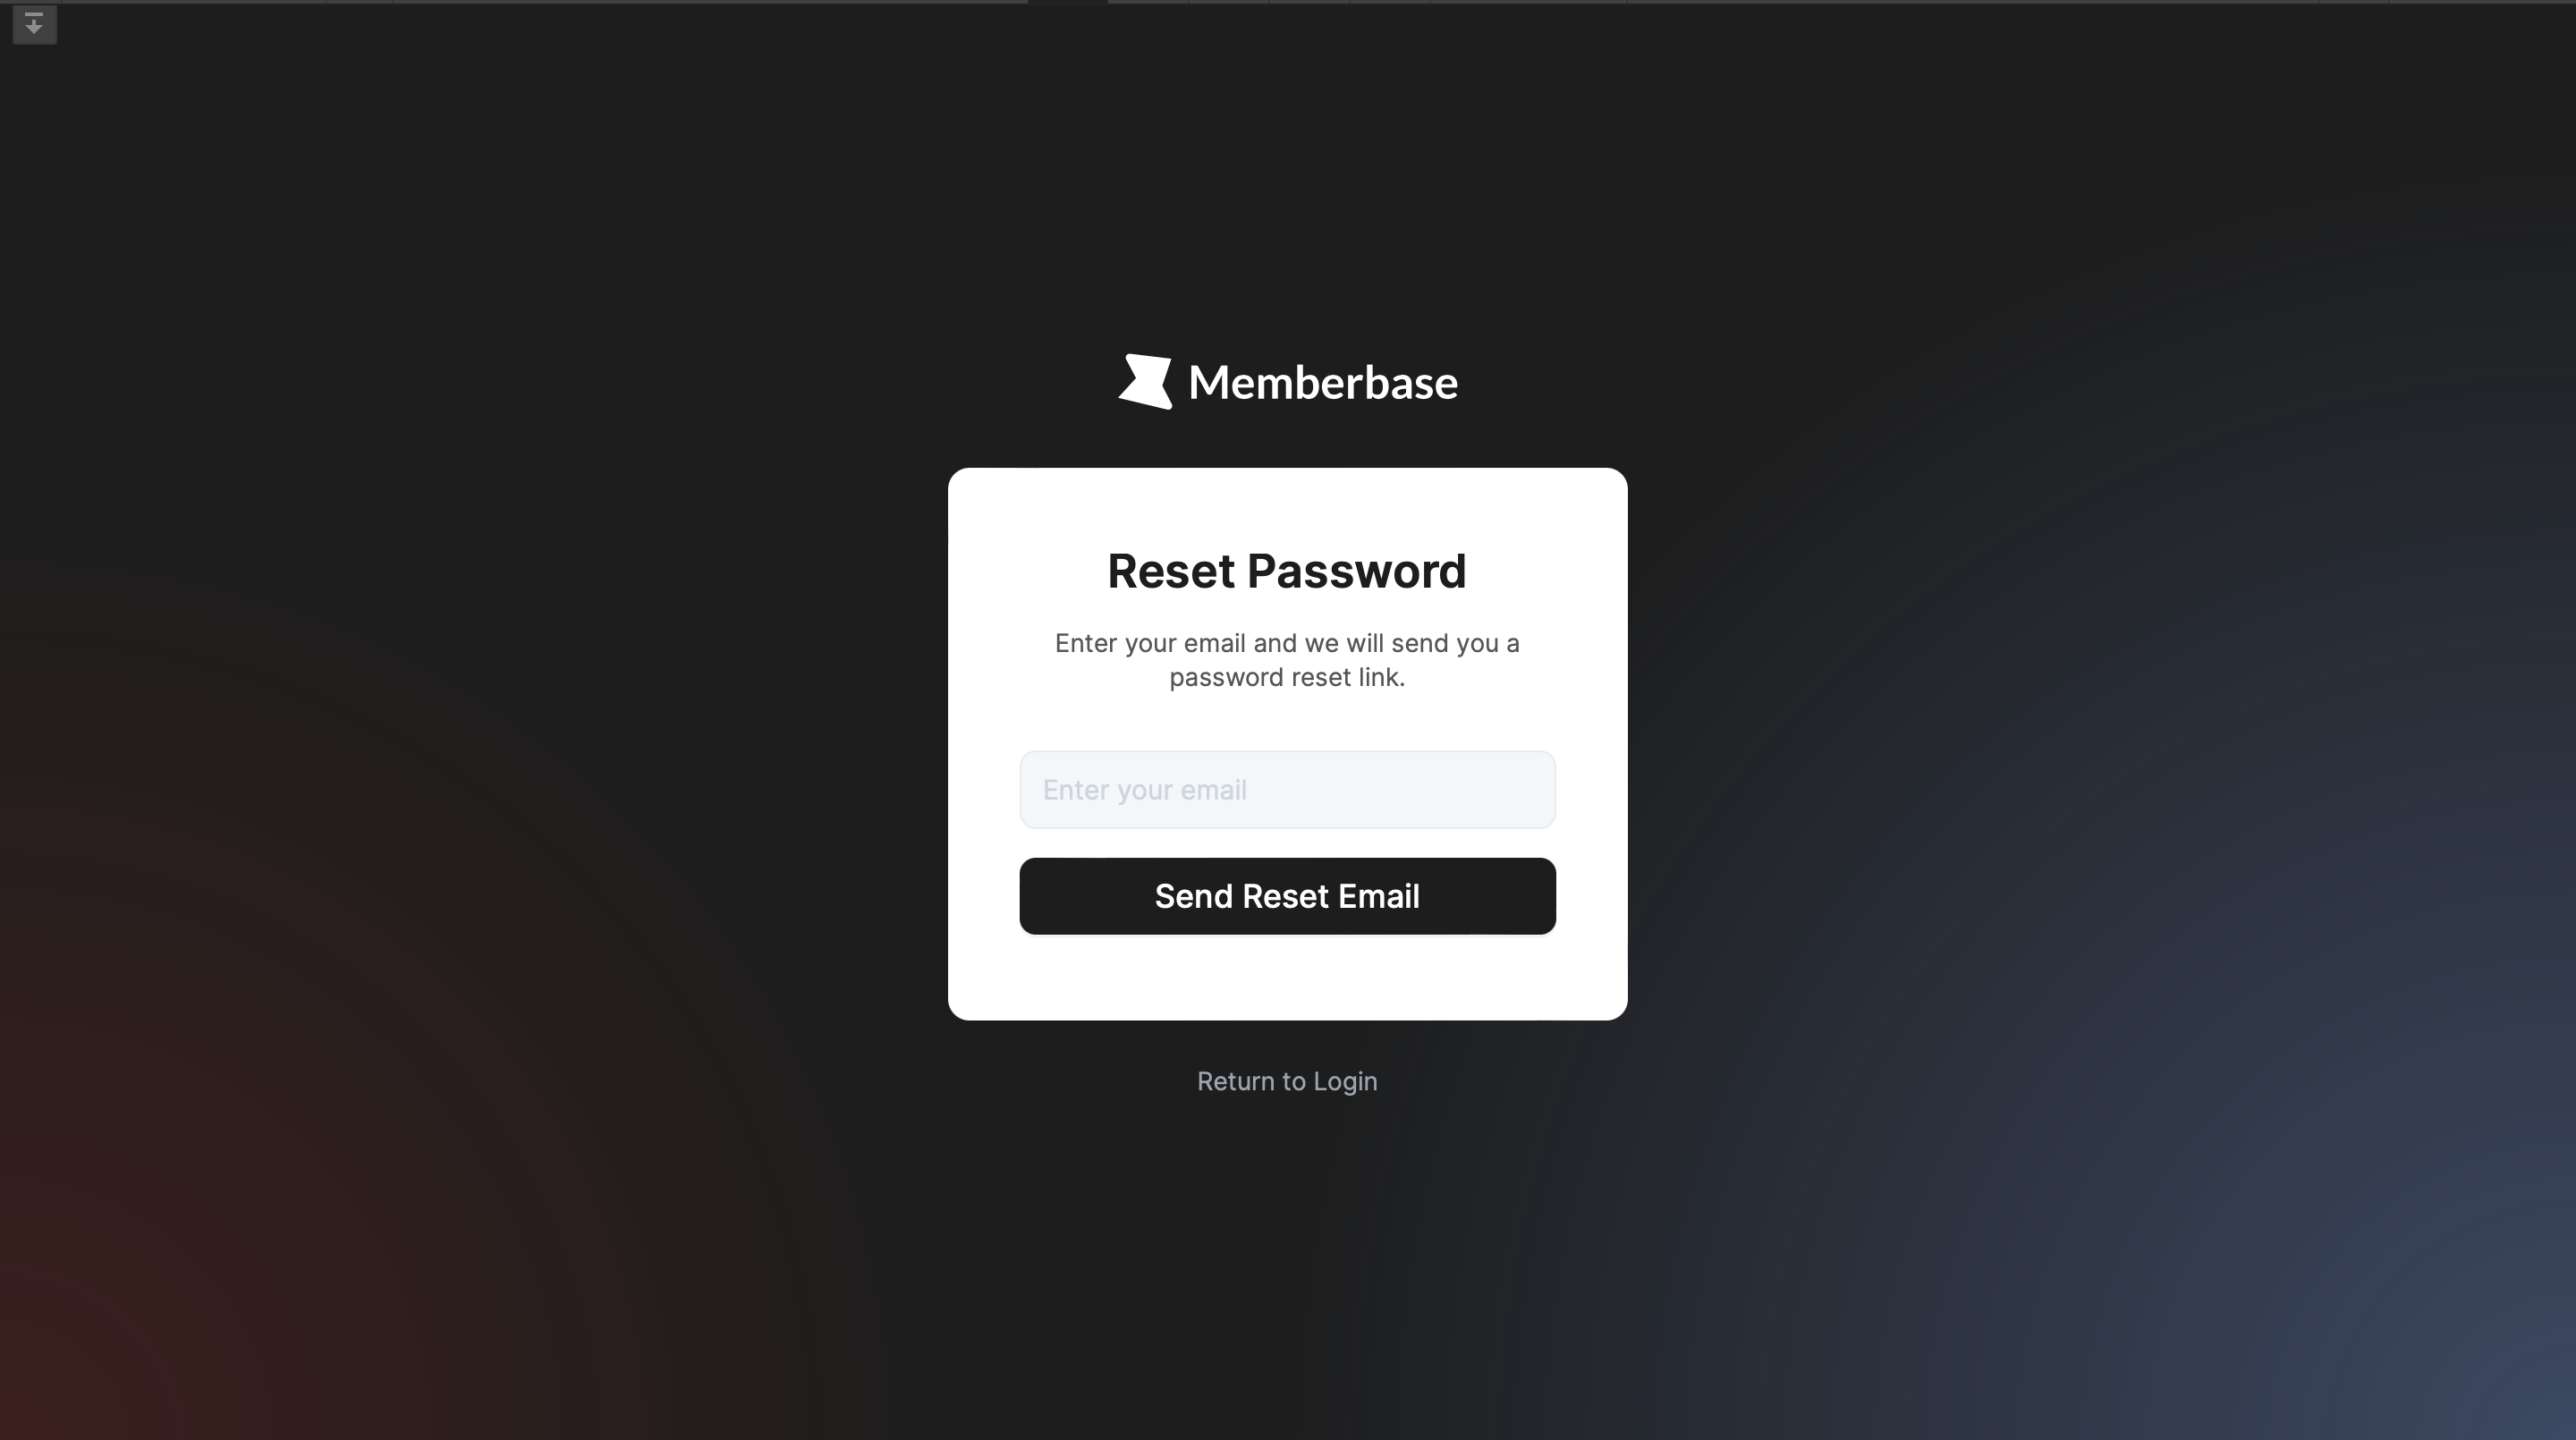 Memberbase
Reset Password
Enter your email and we will send you a
password reset link.
Enter your email
Send Reset Email
Return to Login